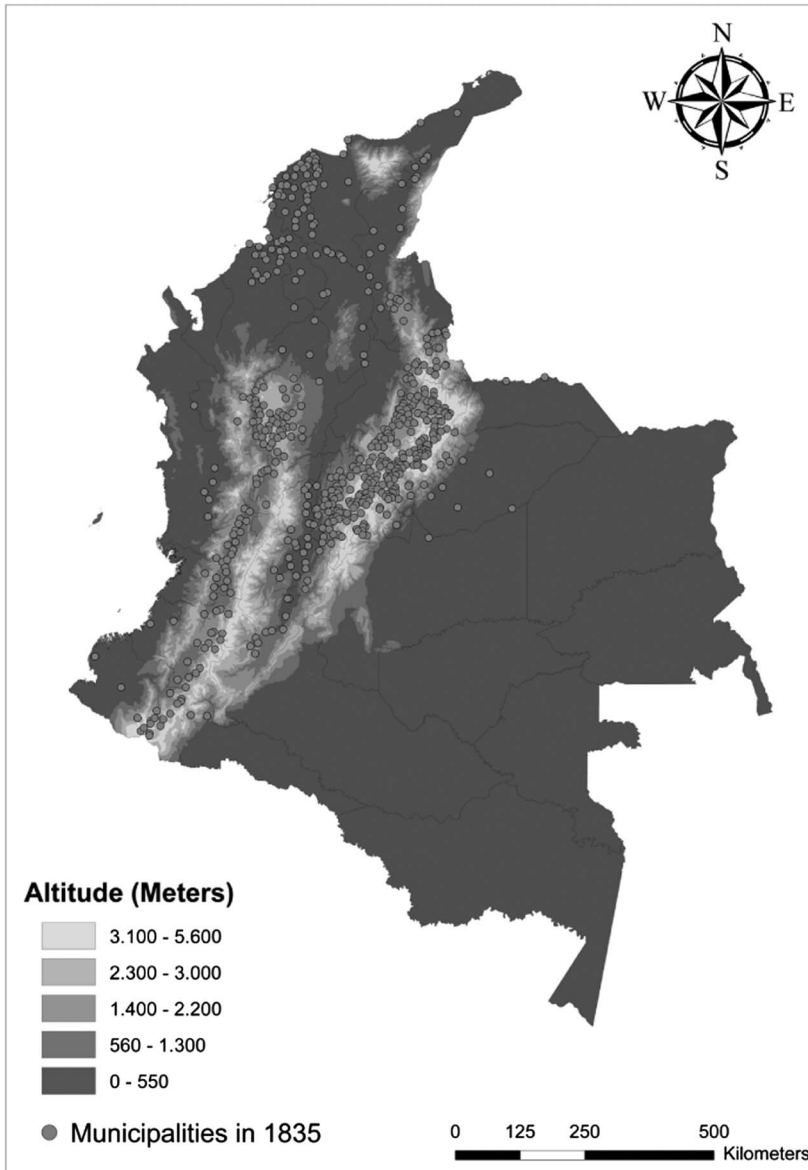 N
W E
S
Altitude (Meters)
3.100 - 5.600
2.300 - 3.000
1.400 - 2.200
560 - 1.300
0 - 550
Municipalities in 1835
0 125 250 500
Kilometers